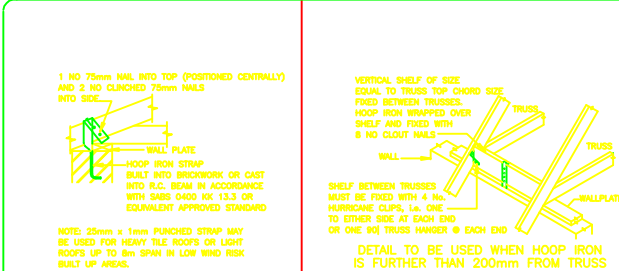 1 NO 75mm NAIL INTO TOP (POSITIONED CENTRALLY)
AND 2 NO CLINCHED 75mm NAILS
INTO SIDE
WALL PLATE
HOOP IRON STRAP
BUILT INTO BRICKWORK OR CAST
INTO R.C. BEAM IN ACCORDANCE
WITH SABS 0400 KK 13.3 OR
EQUIVALENT APPROVED STANDARD
NOTE: 25mm x 1mm PUNCHED STRAP MAY
BE USED FOR HEAVY TILE ROOFS OR LIGHT
ROOFS UP TO 8m SPAN IN LOW WIND RISK
BUILT UP AREAS.
VERTICAL SHELF OF SIZE
EQUAL TO TRUSS TOP CHORD SIZE
FIXED BETWEEN TRUSSES.
HOOP IRON WRAPPED OVER
SHELF AND FIXED WITH
8 NO CLOUT NAILS
TRUSS
TRUSS
WALL
WALLPLATE
SHELF BETWEEN TRUSSES
MUST BE FIXED WITH 4 No.
HURRICANE CLIPS, i.e. ONE
TO EITHER SIDE AT EACH END
OR ONE TRUSS HANGER @ EACH END
DETAIL TO BE USED WHEN HOOP IRON
IS FURTHER THAN 200mm FROM TRUSS